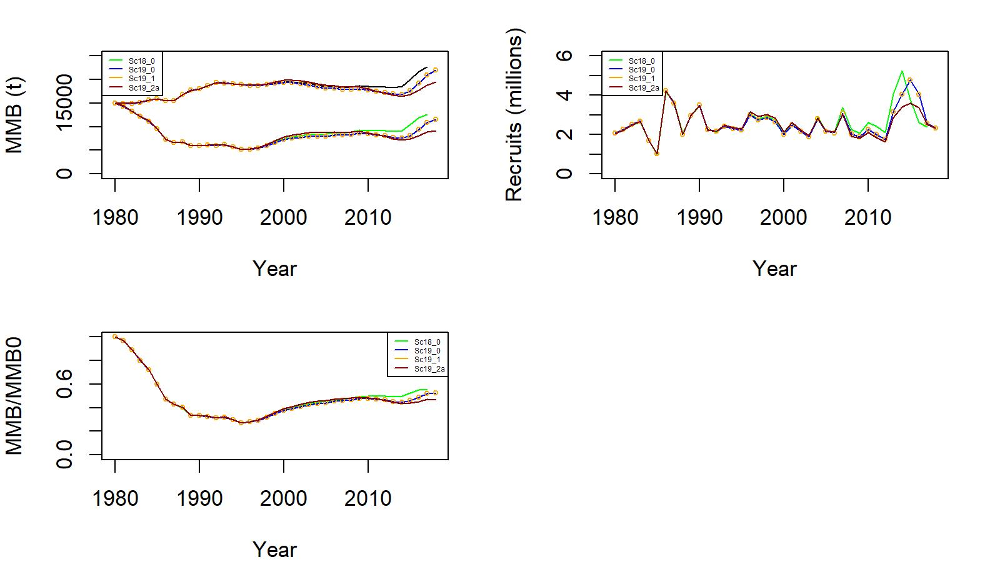 MMB (t)
0
15000
Sc18_0
Sc19_0
Sc19_1
Sc19_2a
1980 1990 2000 2010
Year
Recruits (millions)
0
2
4
6
Sc18_0
Sc19_0
Sc19_1
Sc19_2a
1980 1990 2000 2010
Year
MMB/MMB0
0.0
0.6
Sc18_0
Sc19_0
Sc19_1
Sc19_2a
1980 1990 2000 2010
Year